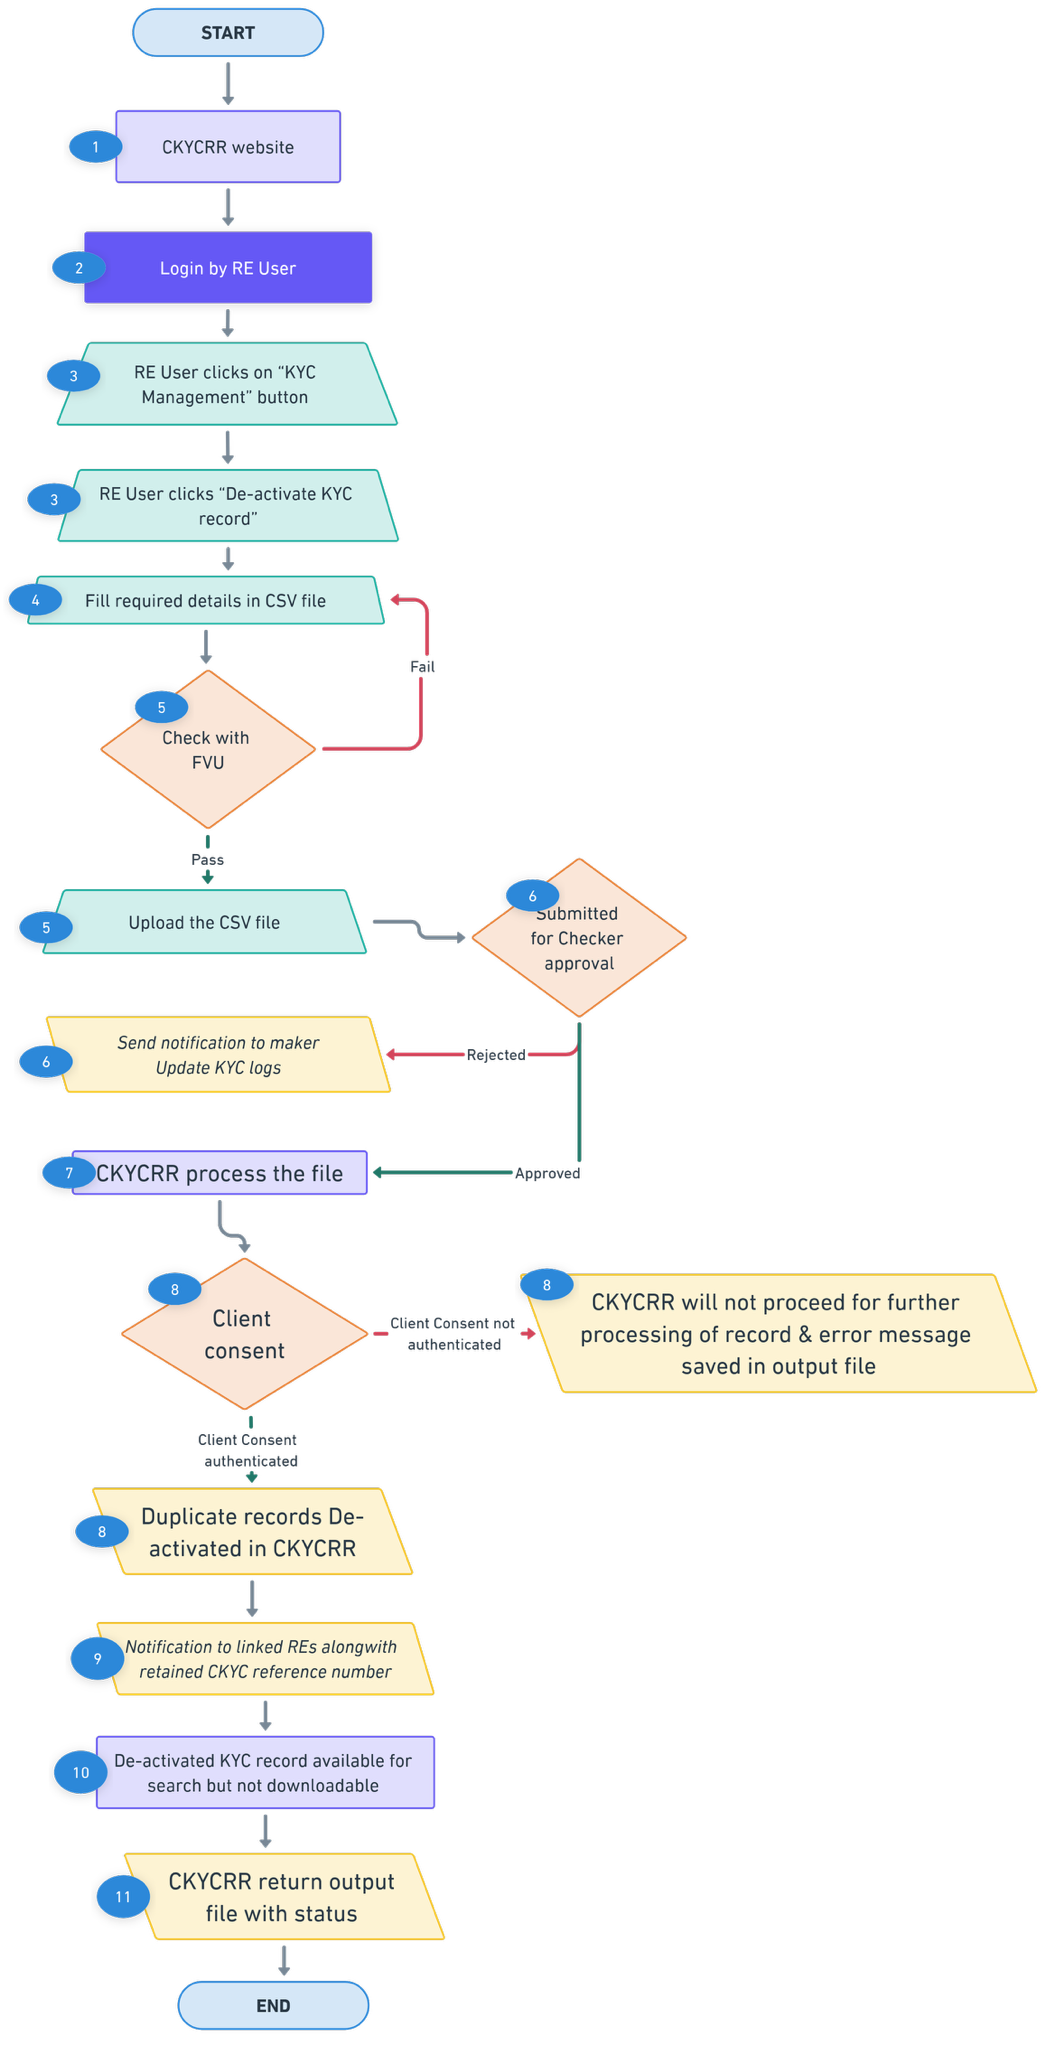 START
1
CKYCRR website
2
Login by RE User
3
RE User clicks on “KYC
Management” button
3
RE User clicks “De-activate KYC
record”
4
Fill required details in CSV file
Fail
5
Check with
FVU
Pass
5
Upload the CSV file
6
Submitted
for Checker
approval
6
Send notification to maker
Update KYC logs
Rejected
7
CKYCRR process the file
Approved
8
Client
consent
Client Consent not
authenticated
8
CKYCRR will not proceed for further
processing of record & error message
saved in output file
Client Consent
authenticated
8
Duplicate records De-
activated in CKYCRR
9
Notification to linked REs alongwith
retained CKYC reference number
10
De-activated KYC record available for
search but not downloadable
11
CKYCRR return output
file with status
END